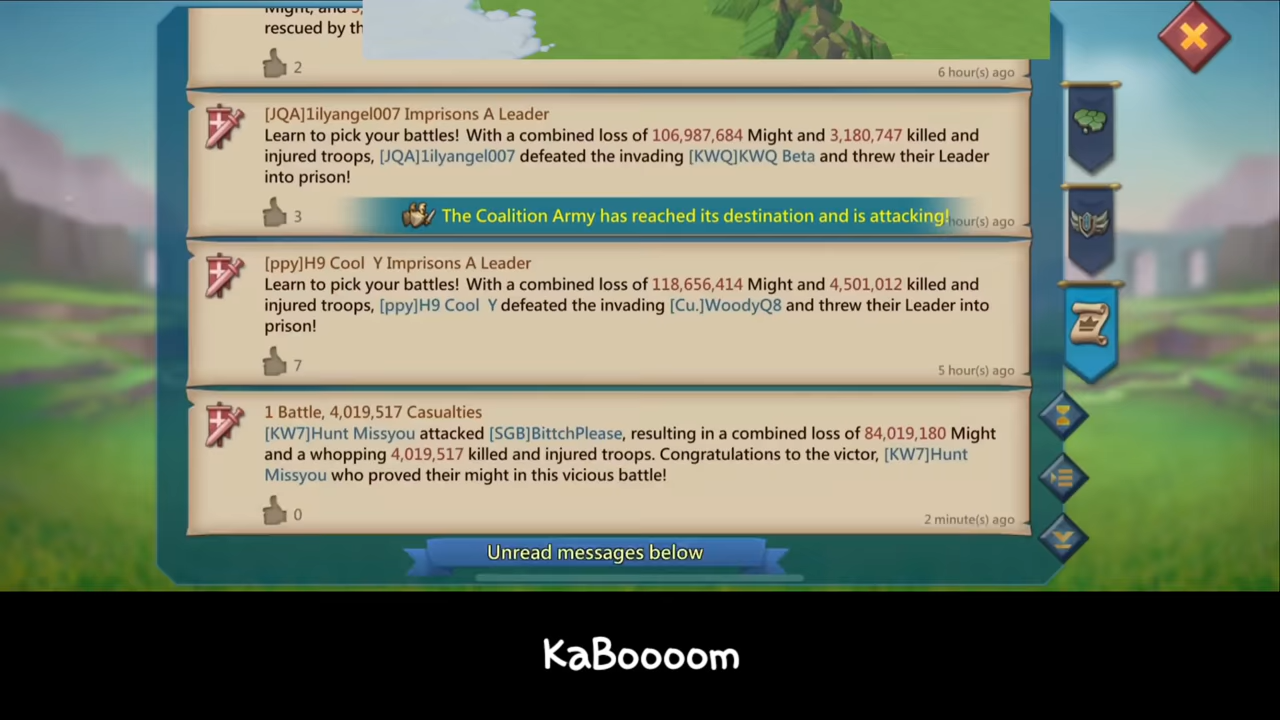 Might, and
rescued by th
2
6 hour(s) ago
[JQA]1ilyangel007 Imprisons A Leader
Learn to pick your battles! With a combined loss of 106,987,684 Might and 3,180,747 killed and
injured troops, [JQA]1ilyangel007 defeated the invading [KWQ]KWQ Beta and threw their Leader
into prison!
3
The Coalition Army has reached its destination and is attacking!
hour(s) ago
[ppy]H9 Cool Y Imprisons A Leader
Learn to pick your battles! With a combined loss of 118,656,414 Might and 4,501,012 killed and
injured troops, [ppy]H9 Cool Y defeated the invading [Cu.]WoodyQ8 and threw their Leader into
prison!
7
5 hour(s) ago
1 Battle, 4,019,517 Casualties
[KW7]Hunt Missyou attacked [SGB]BittchPlease, resulting in a combined loss of 84,019,180 Might
and a whopping 4,019,517 killed and injured troops. Congratulations to the victor, [KW7]Hunt
Missyou who proved their might in this vicious battle!
0
2 minute(s) ago
Unread messages below
KaBoooom